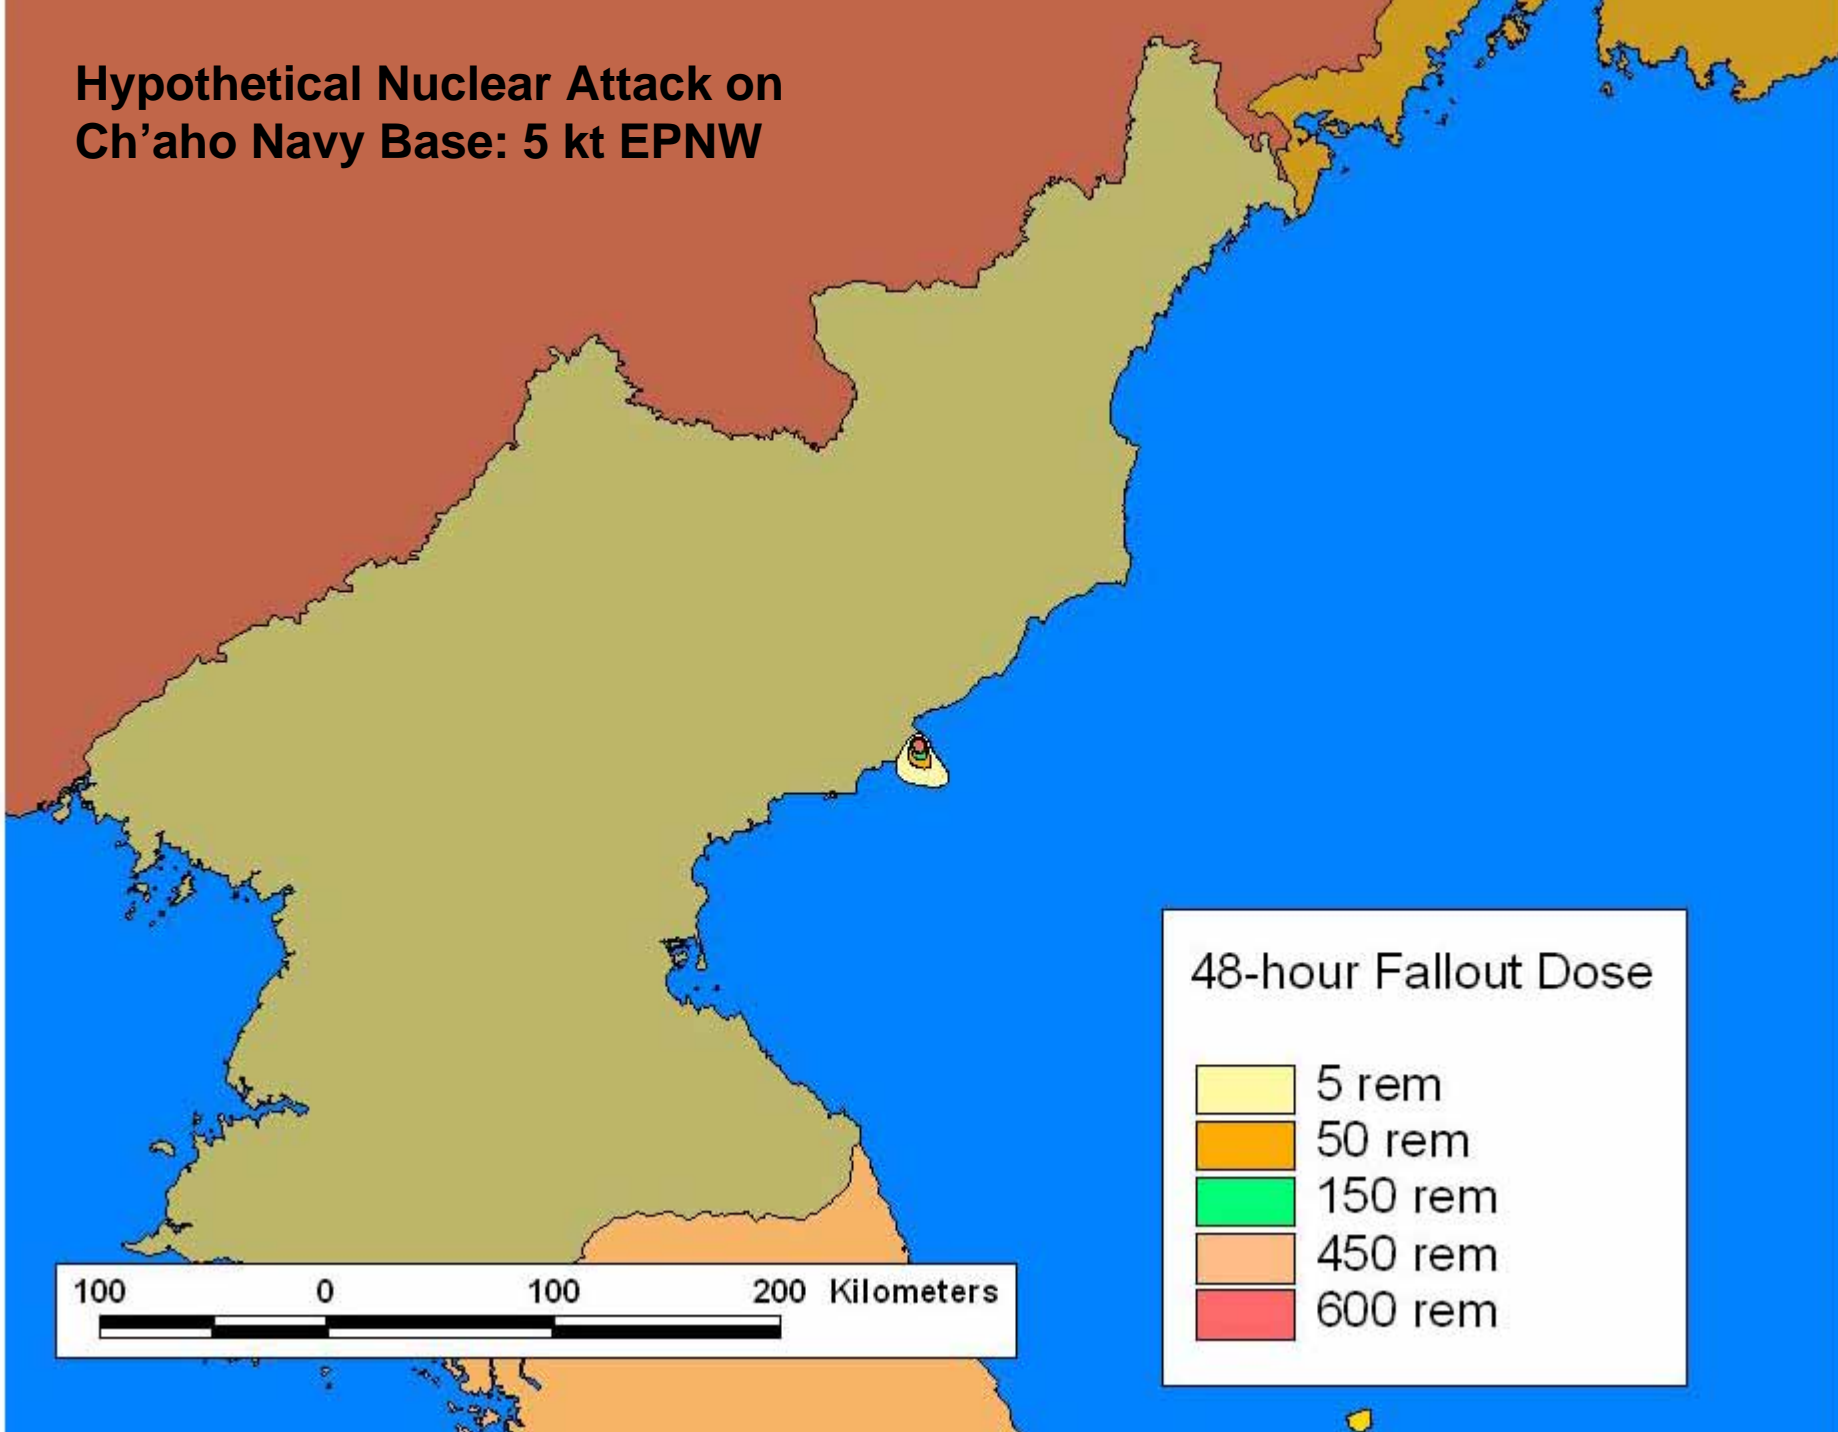 Hypothetical Nuclear Attack on
Ch’aho Navy Base: 5 kt EPNW
48-hour Fallout Dose
5 rem
50 rem
150 rem
450 rem
600 rem
100 0 100 200 Kilometers